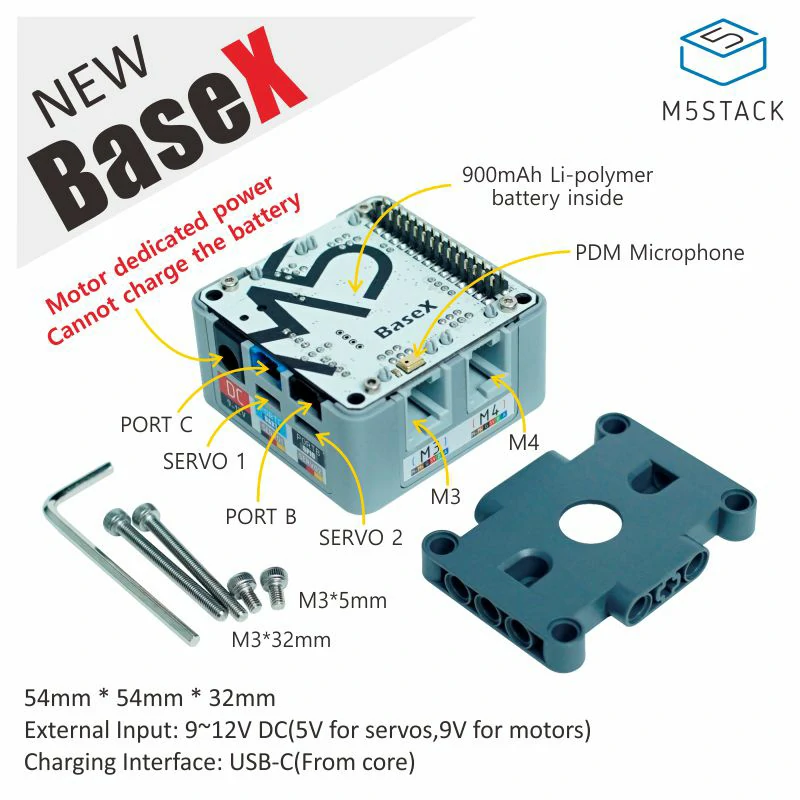 NEW
BaseX
M5STACK
Motor dedicated power
Cannot charge the battery
900mAh Li-polymer
battery inside
PDM Microphone
M5
BaseX
DC
PORT C
SERVO 1
PORT B
SERVO 2
M3
M4
M3
M4
M3*5mm
M3*32mm
54mm * 54mm * 32mm
External Input: 9~12V DC(5V for servos,9V for motors)
Charging Interface: USB-C(From core)